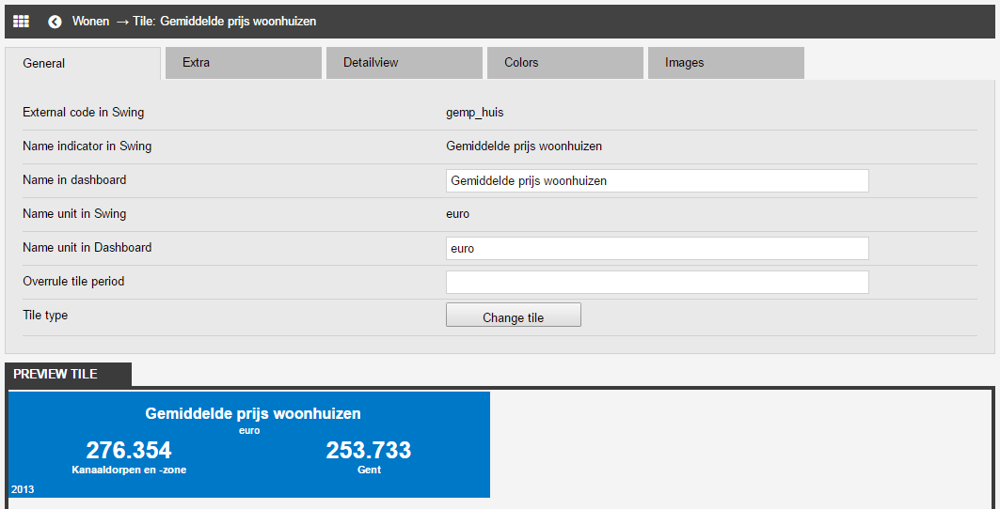 Wonen → Tile: Gemiddelde prijs woonhuizen
General Extra Detailview Colors Images
External code in Swing gemp_huis
Name indicator in Swing Gemiddelde prijs woonhuizen
Name in dashboard Gemiddelde prijs woonhuizen
Name unit in Swing euro
Name unit in Dashboard euro
Overrule tile period
Tile type Change tile
PREVIEW TILE
Gemiddelde prijs woonhuizen
euro
276.354 253.733
Kanaaldorpen en -zone Gent
2013